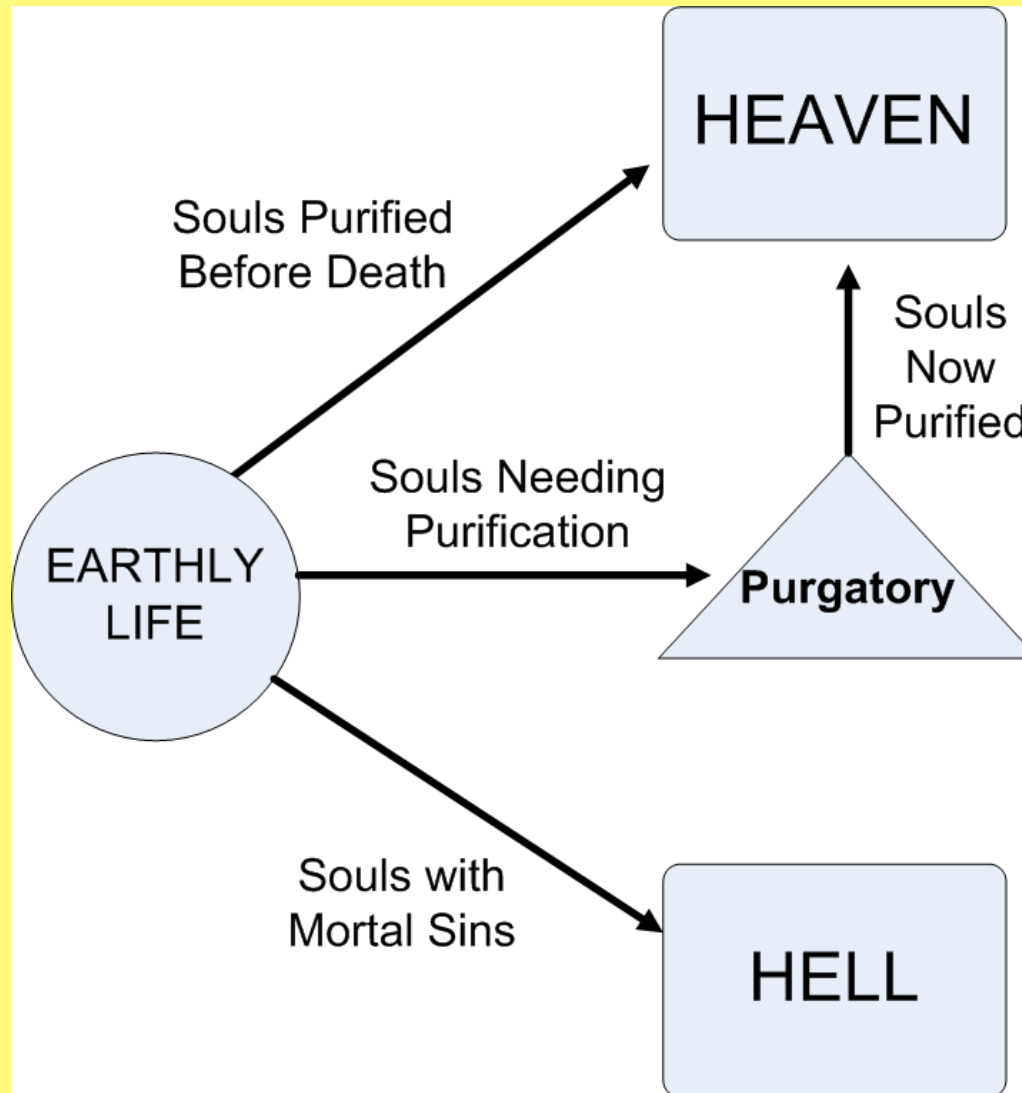 HEAVEN
Souls Purified
Before Death
Souls
Now
Purified
Souls Needing
Purification
EARTHLY
LIFE
Purgatory
Souls with
Mortal Sins
HELL